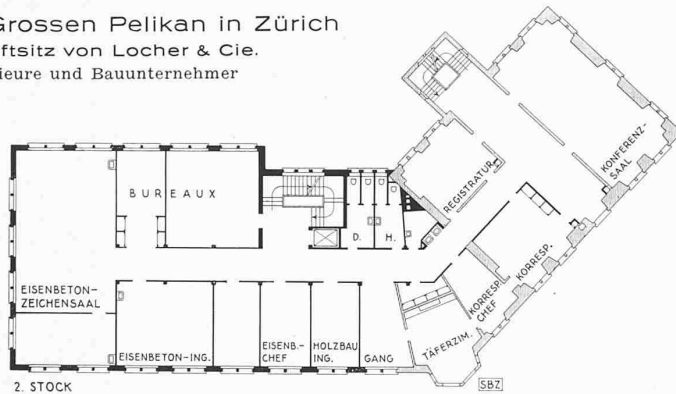 Grossen Pelikan in Zürich
ftsitz von Locher & Cie.
ieure und Bauunternehmer
BUREAUX
D.
H.
REGISTRATUR
KONFERENZ-
SAAL
KORRESP.
KORRESP.
CHEF
TÄFERZIM.
EISENBETON-
ZEICHENSAAL
EISENBETON-ING.
EISENB.-
CHEF
HOLZBAU
ING.
GANG
2. STOCK
SBZ